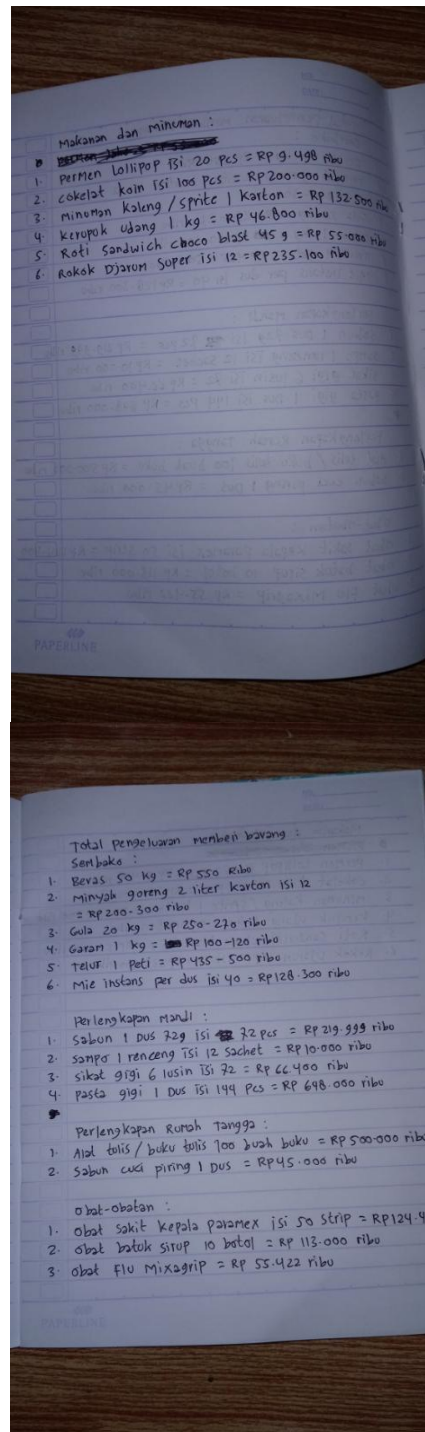 Makanan dan minuman :
1. permen Lollipop isi 20 pcs = Rp 9.498 ribu
2. cokelat koin isi 100 pcs = Rp 200.000 ribu
3. minuman kaleng / sprite 1 karton = Rp 132.500 ribu
4. kerupok udang 1 kg = Rp 46.800 ribu
5. Roti sandwich choco blast 45 g = Rp 55.000 ribu
6. Rokok Djarum super isi 12 = RP235.100 ribu
PAPERLINE
Total pengeluaran memberi barang :
Sembako :
1. Beras 50 kg = Rp 550 Ribo
2. minyak goreng 2 liter karton isi 12
= Rp 200-300 ribo
3. Gula 20 kg = Rp 250-270 ribu
4. Garam 1 kg = Rp 100-120 ribu
5. telur 1 peti = Rp 435 - 500 ribu
6. mie instans per dus isi 40 = Rp 128.300 ribu
Perlengkapan Mandi :
1. sabun 1 Dus 72g isi 72 pcs = Rp 219.999 ribu
2. sampo 1 renceng isi 12 sachet = Rp 10.000 ribu
3. sikat gigi 6 lusin isi 72 = Rp 66.400 ribu
4. pasta gigi 1 Dus isi 144 Pcs = Rp 698.000 ribu
Perlengkapan Rumah Tangga :
1. Alat tulis / buku tulis 100 buah buku = Rp 500.000 ribu
2. Sabun cuci piring 1 Dus = Rp45.000 ribu
obat-obatan :
1. obat sakit kepala paramex isi 50 strip = RP124.4
2. obat batuk sirup 10 botol = Rp 113.000 ribu
3. obat Flu Mixagrip = Rp 55.422 ribu
PAPERLINE